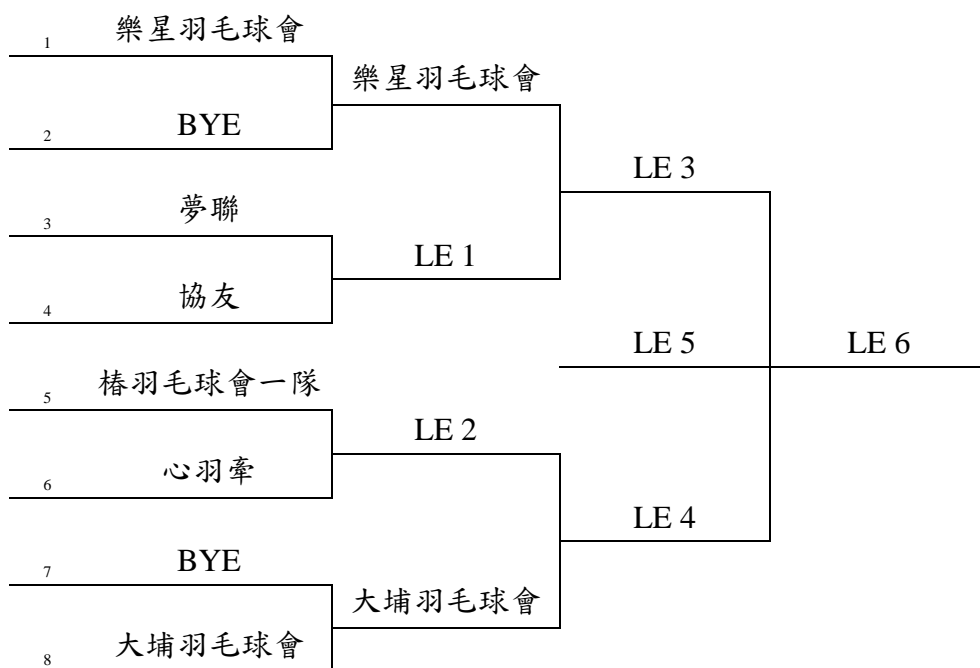 1 樂星羽毛球會
樂星羽毛球會
2 BYE
LE 3
3 夢聯
LE 1
4 協友
LE 5 LE 6
5 椿羽毛球會一隊
LE 2
6 心羽牽
LE 4
7 BYE
大埔羽毛球會
8 大埔羽毛球會